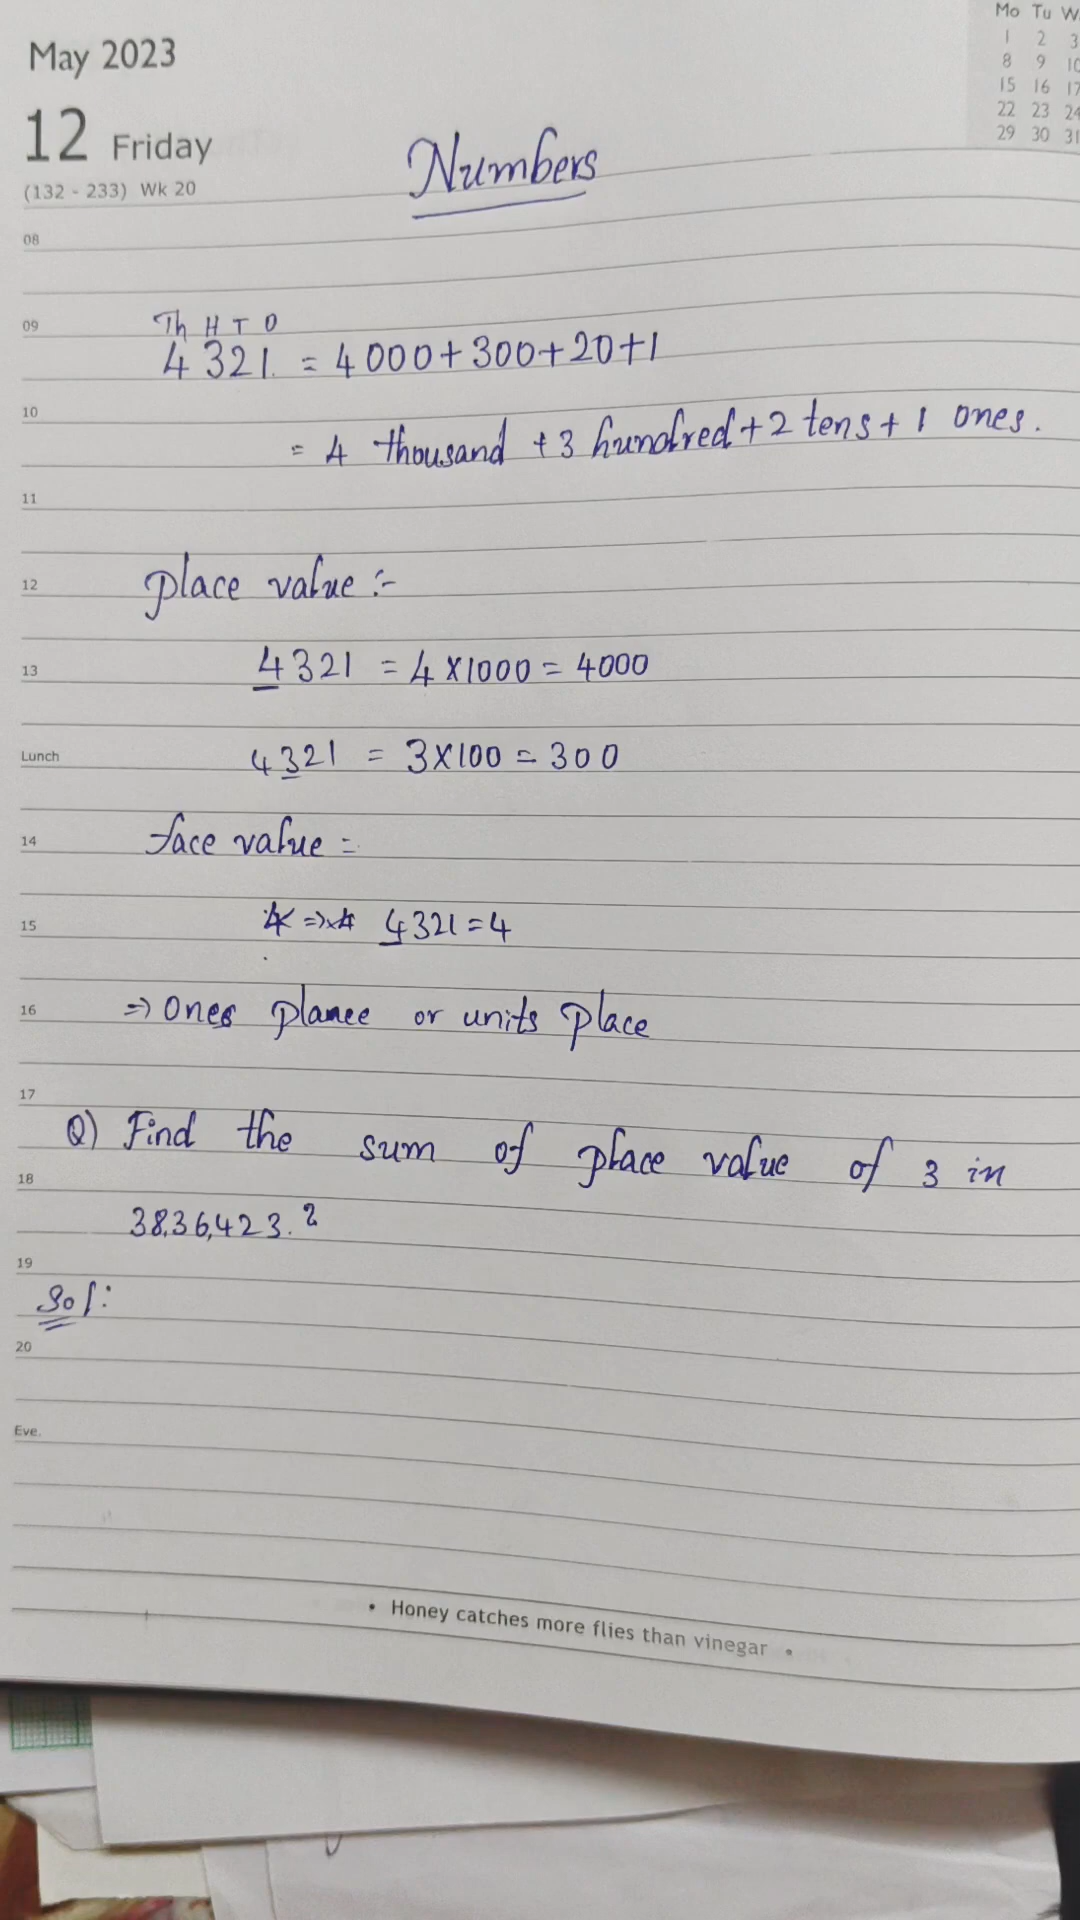 Mo Tu W
May 2023
1 2 3
8 9 10
15 16 17
22 23 24
29 30 31
12 Friday
(132 - 233) Wk 20
Numbers
08
Th H T O
09
4 321. = 4000+300+20+1
10
= 4 thousand +3 hundred+2 tens+1 ones.
11
12
place value :-
13
4321 = 4×1000 = 4000
Lunch
4321 = 3×100 = 300
14
face value =
15
4321=4
16
=> Ones planee or units place
17
Q) Find the sum of place value of 3 in
18
38,36,423.?
19
Sol:
20
Eve.
• Honey catches more flies than vinegar •